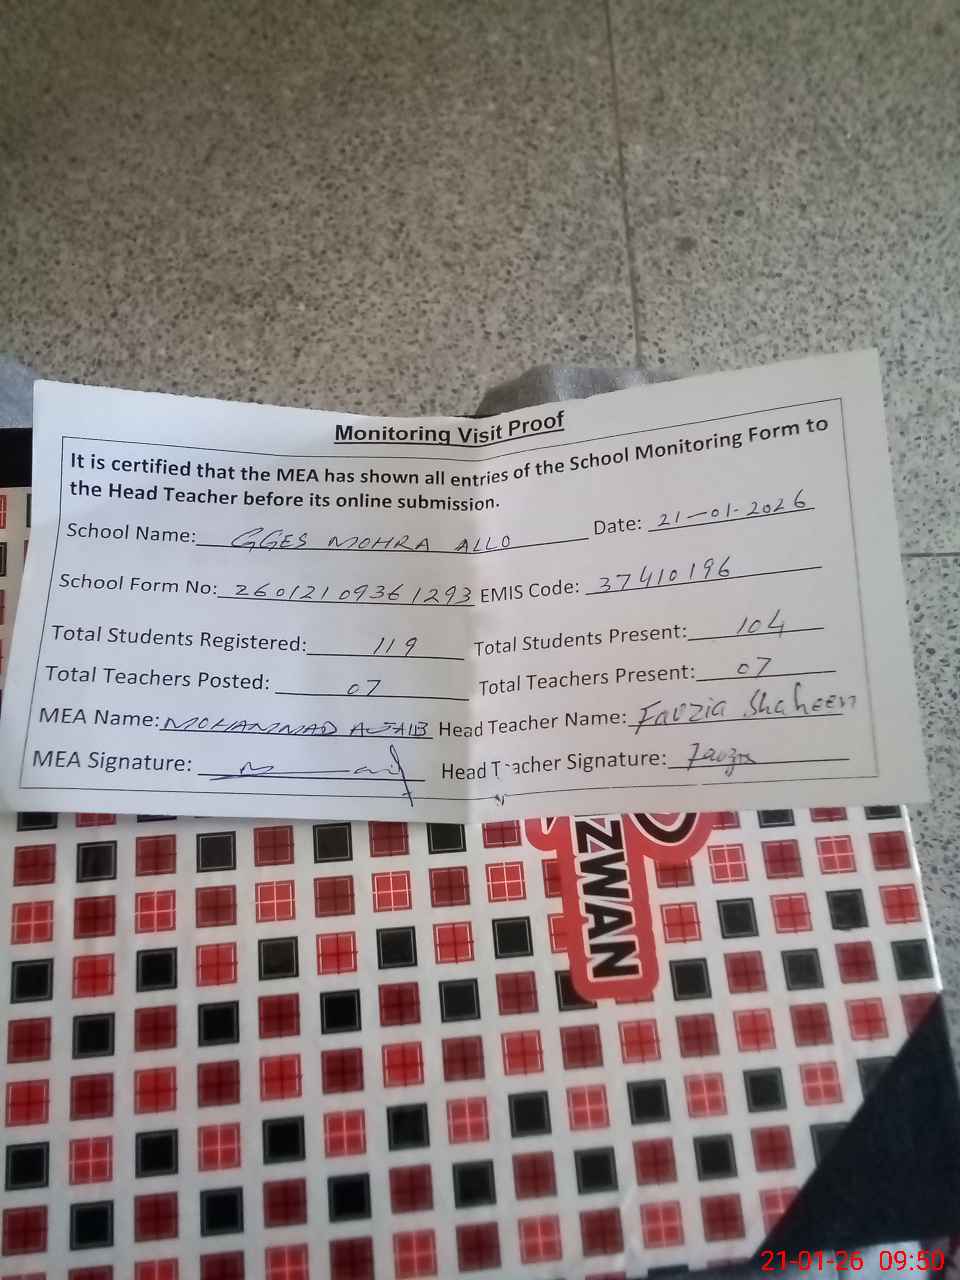 Monitoring Visit Proof
It is certified that the MEA has shown all entries of the School Monitoring Form to
the Head Teacher before its online submission.
School Name: GGES MOHRA ALLO Date: 21-01-2026
School Form No: 2601210936 1293 EMIS Code: 37410196
Total Students Registered: 119 Total Students Present: 104
Total Teachers Posted: 07 Total Teachers Present: 07
MEA Name: MOHAMMAD AJAIB Head Teacher Name: Fauzia Shaheen
MEA Signature: Head Teacher Signature: Fauzia
ZWAN
21-01-26 09:50